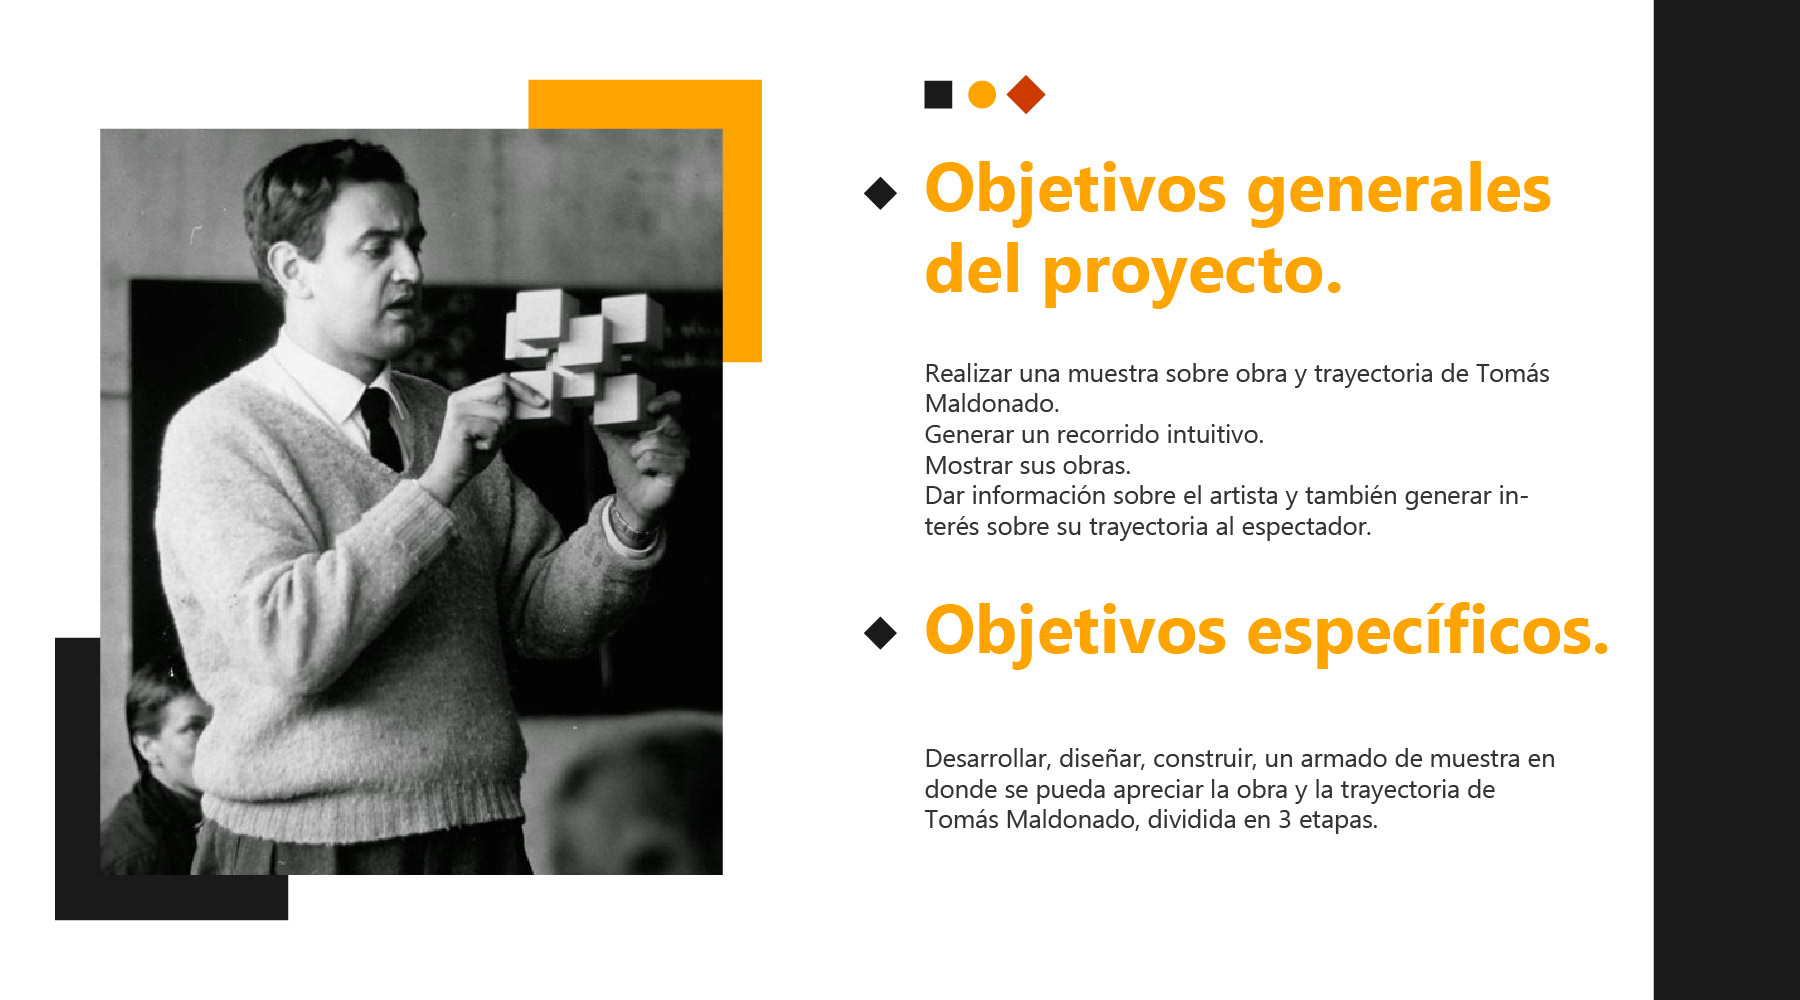 Objetivos generales
del proyecto.
Realizar una muestra sobre obra y trayectoria de Tomás
Maldonado.
Generar un recorrido intuitivo.
Mostrar sus obras.
Dar información sobre el artista y también generar in-
terés sobre su trayectoria al espectador.
Objetivos específicos.
Desarrollar, diseñar, construir, un armado de muestra en
donde se pueda apreciar la obra y la trayectoria de
Tomás Maldonado, dividida en 3 etapas.